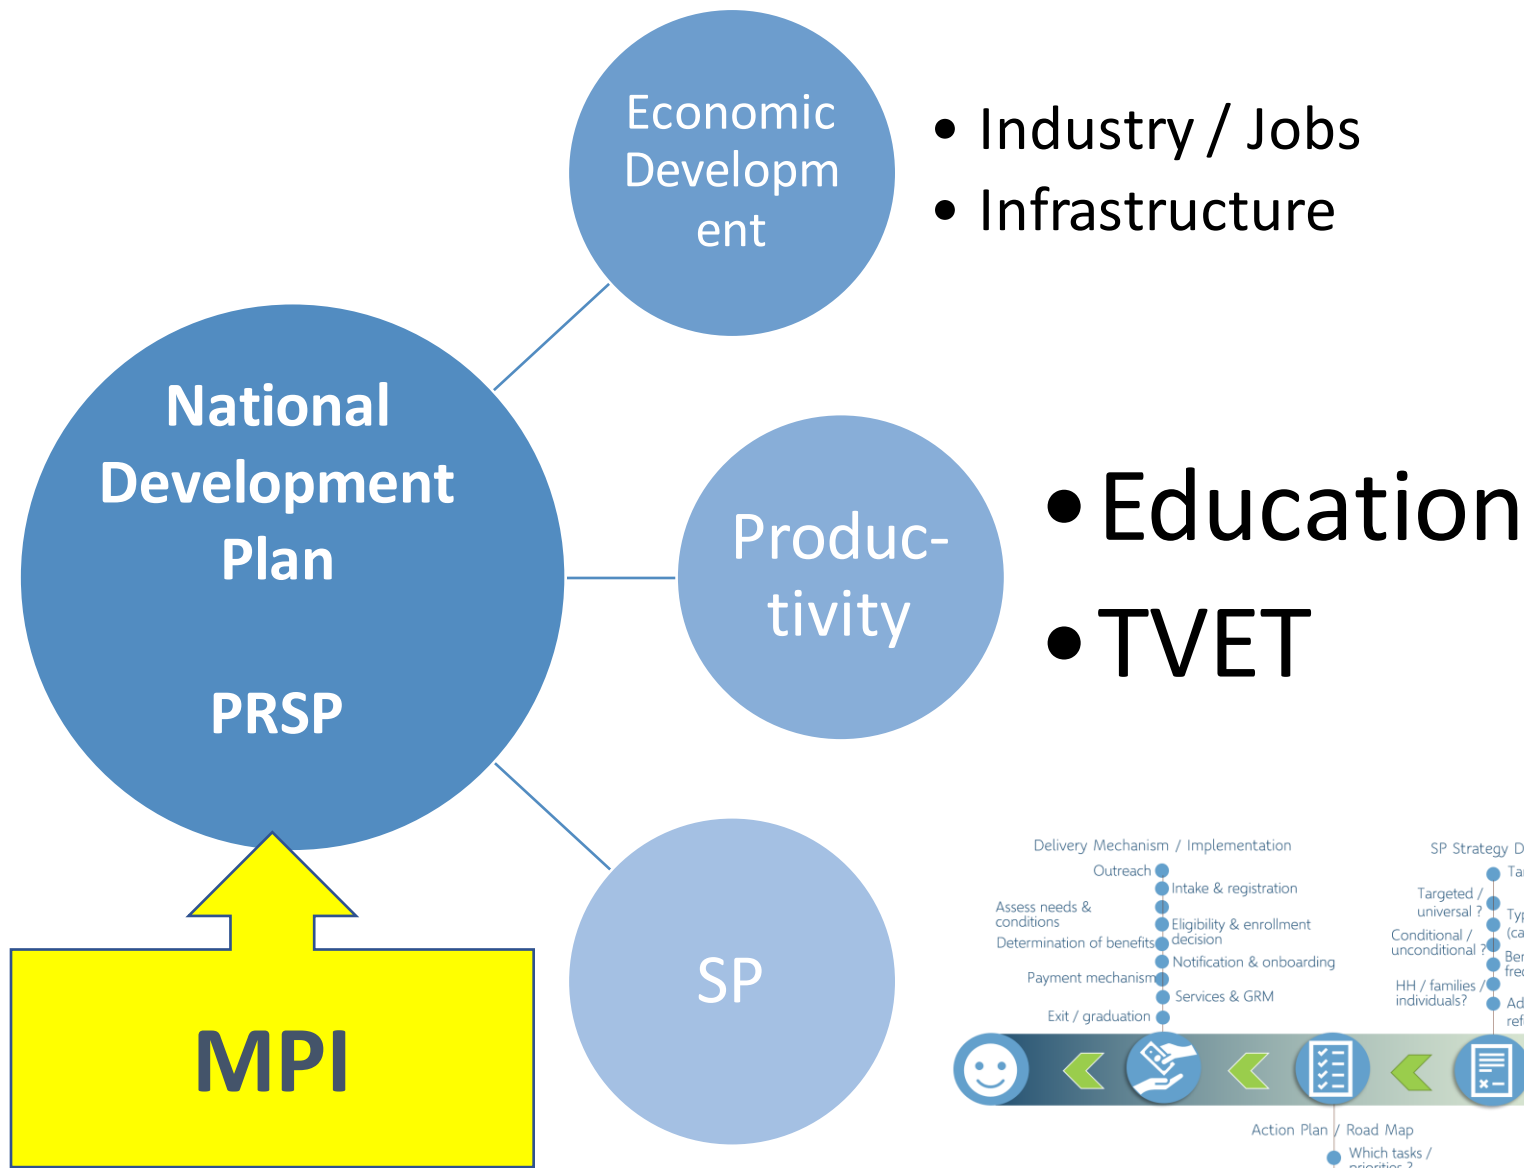 Economic
Developm
ent
• Industry / Jobs
• Infrastructure
National
Development
Plan
PRSP
Produc-
tivity
• Education
• TVET
SP
MPI
Delivery Mechanism / Implementation
Outreach
Intake & registration
Assess needs &
conditions
Eligibility & enrollment
decision
Determination of benefits
Notification & onboarding
Payment mechanism
Services & GRM
Exit / graduation
SP Strategy
Targeted /
universal ?
Conditional /
unconditional ?
HH / families /
individuals?
Action Plan / Road Map
Which tasks /
priorities ?